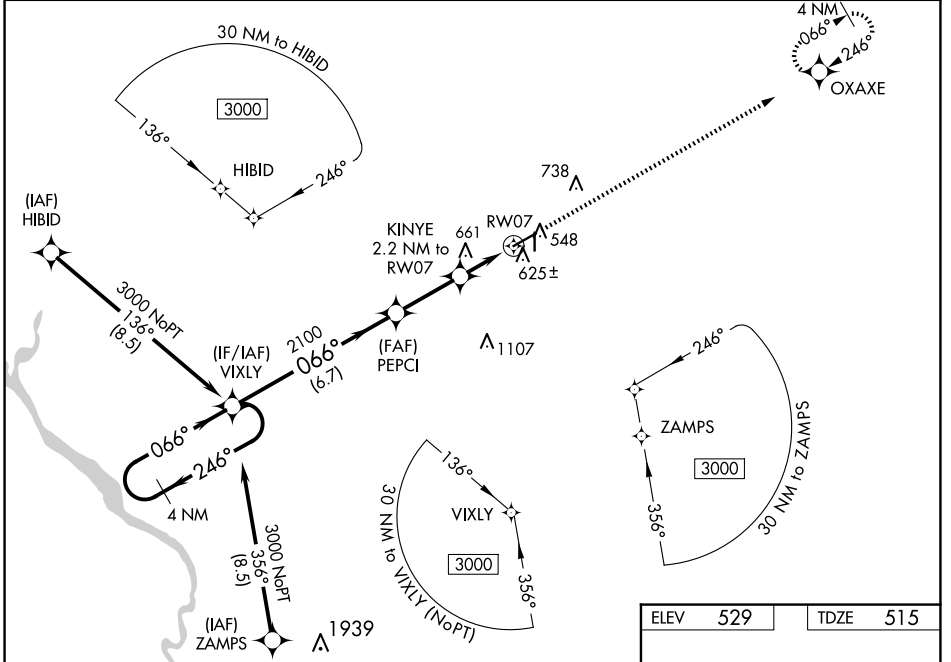 4 NM
066°
246°
OXAXE
30 NM to HIBID
3000
136°
HIBID
246°
738
(IAF)
HIBID
KINYE
2.2 NM to
RW07
661
RW07
548
625±
3000 NoPT
136°
(8.5)
(IF/IAF)
VIXLY
2100
066°
(6.7)
(FAF)
PEPCI
1107
246°
ZAMPS
3000
356°
30 NM to ZAMPS
066°
246°
4 NM
136°
VIXLY
3000
356°
30 NM to VIXLY (NoPT)
3000 NoPT
356°
(8.5)
(IAF)
ZAMPS
1939
ELEV 529
TDZE 515